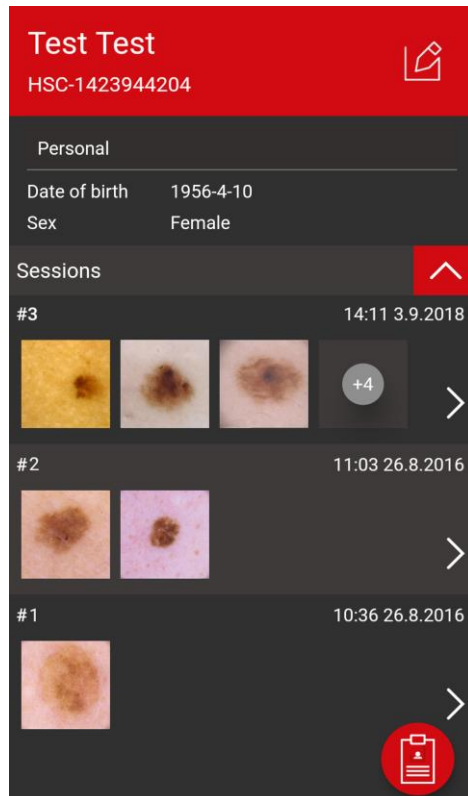 Test Test
HSC-1423944204
Personal
Date of birth 1956-4-10
Sex Female
Sessions
#3 14:11 3.9.2018
+4
#2 11:03 26.8.2016
#1 10:36 26.8.2016